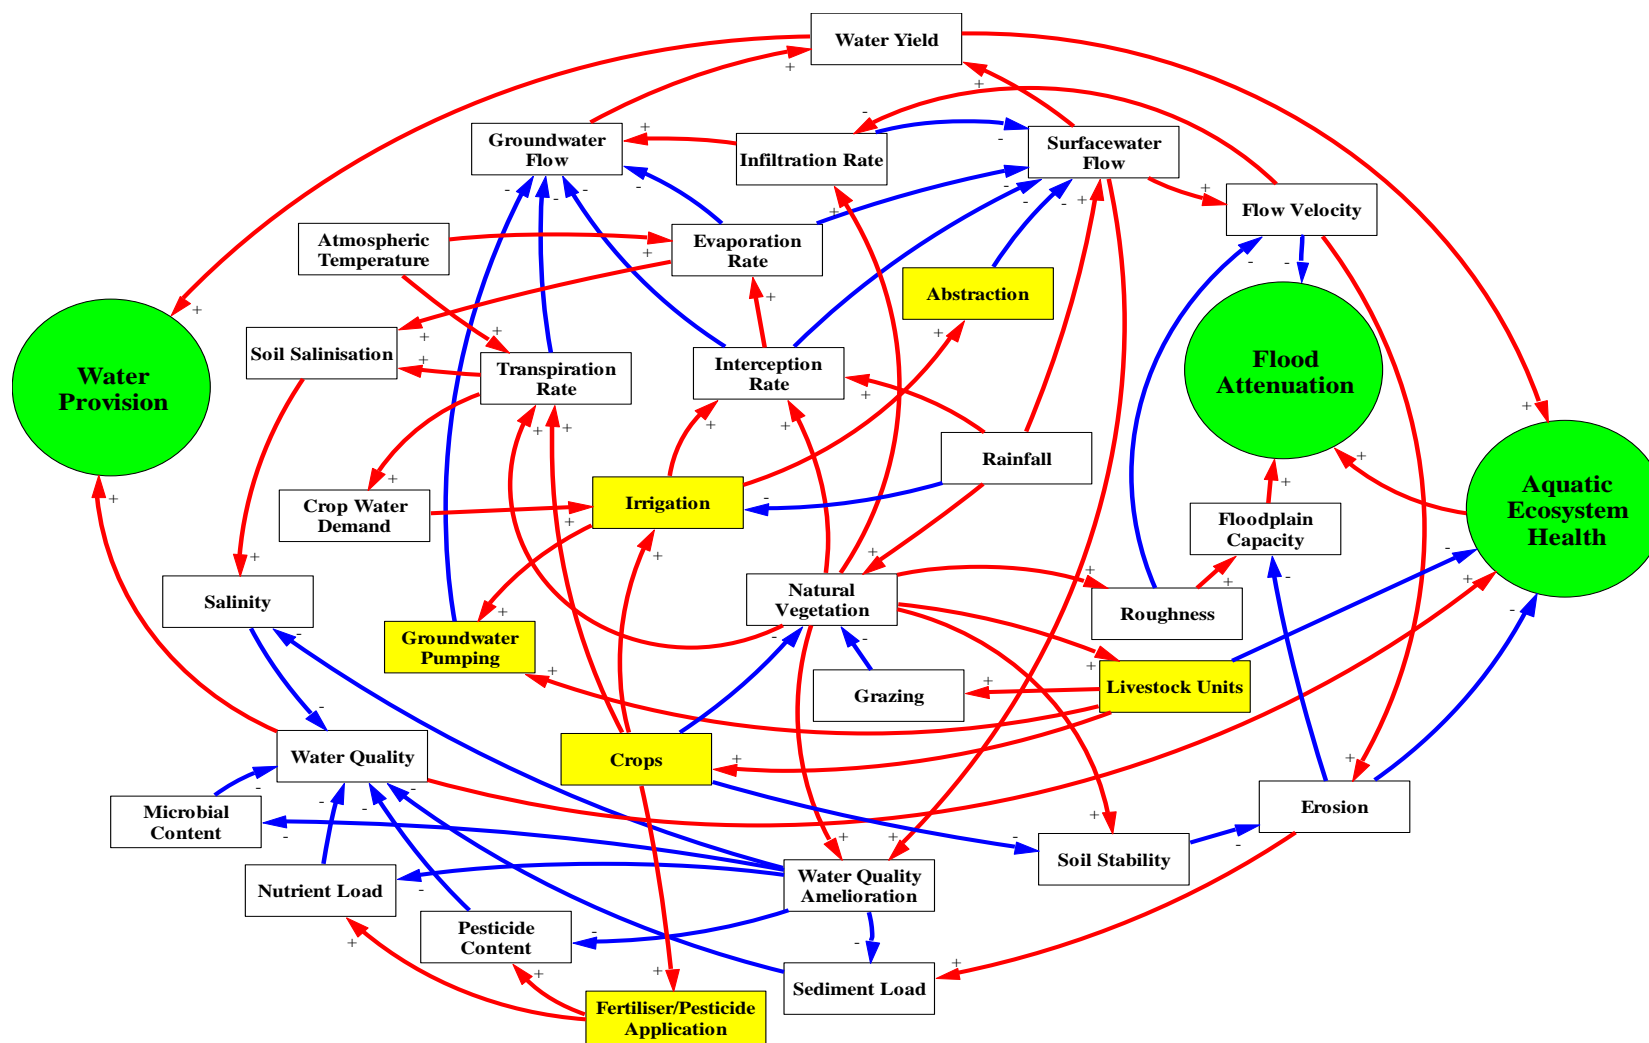 Water Yield
Groundwater
Flow
Infiltration Rate
Surfacewater
Flow
Flow Velocity
Atmospheric
Temperature
Evaporation
Rate
Abstraction
Soil Salinisation
Transpiration
Rate
Interception
Rate
Water
Provision
Flood
Attenuation
Rainfall
Crop Water
Demand
Irrigation
Floodplain
Capacity
Aquatic
Ecosystem
Health
Salinity
Natural
Vegetation
Roughness
Groundwater
Pumping
Grazing
Livestock Units
Water Quality
Crops
Microbial
Content
Erosion
Nutrient Load
Water Quality
Amelioration
Soil Stability
Pesticide
Content
Sediment Load
Fertiliser/Pesticide
Application